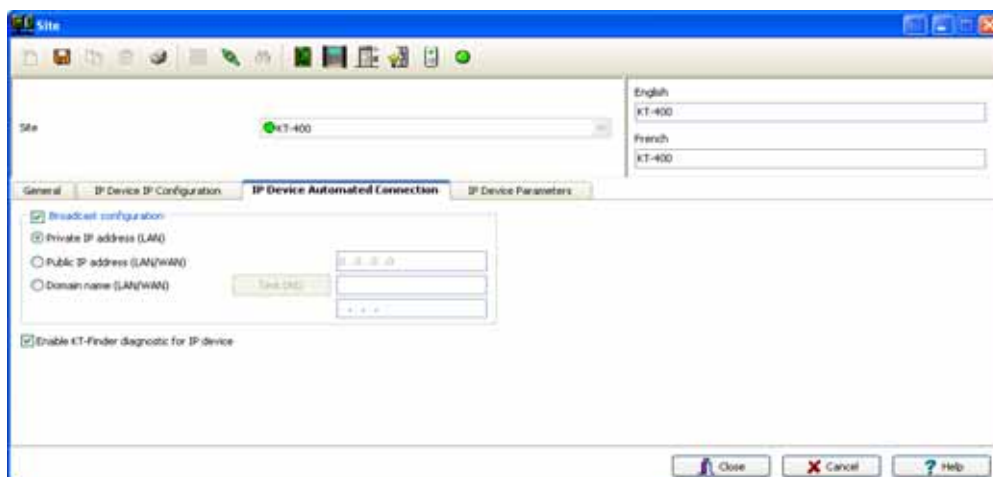 Site
English
KT-400
Site KT-400
French
KT-400
General IP Device IP Configuration IP Device Automated Connection IP Device Parameters
Broadcast configuration
Private IP address (LAN)
Public IP address (LAN/WAN)
Domain name (LAN/WAN)
Enable KT-Finder diagnostic for IP device
Close Cancel Help